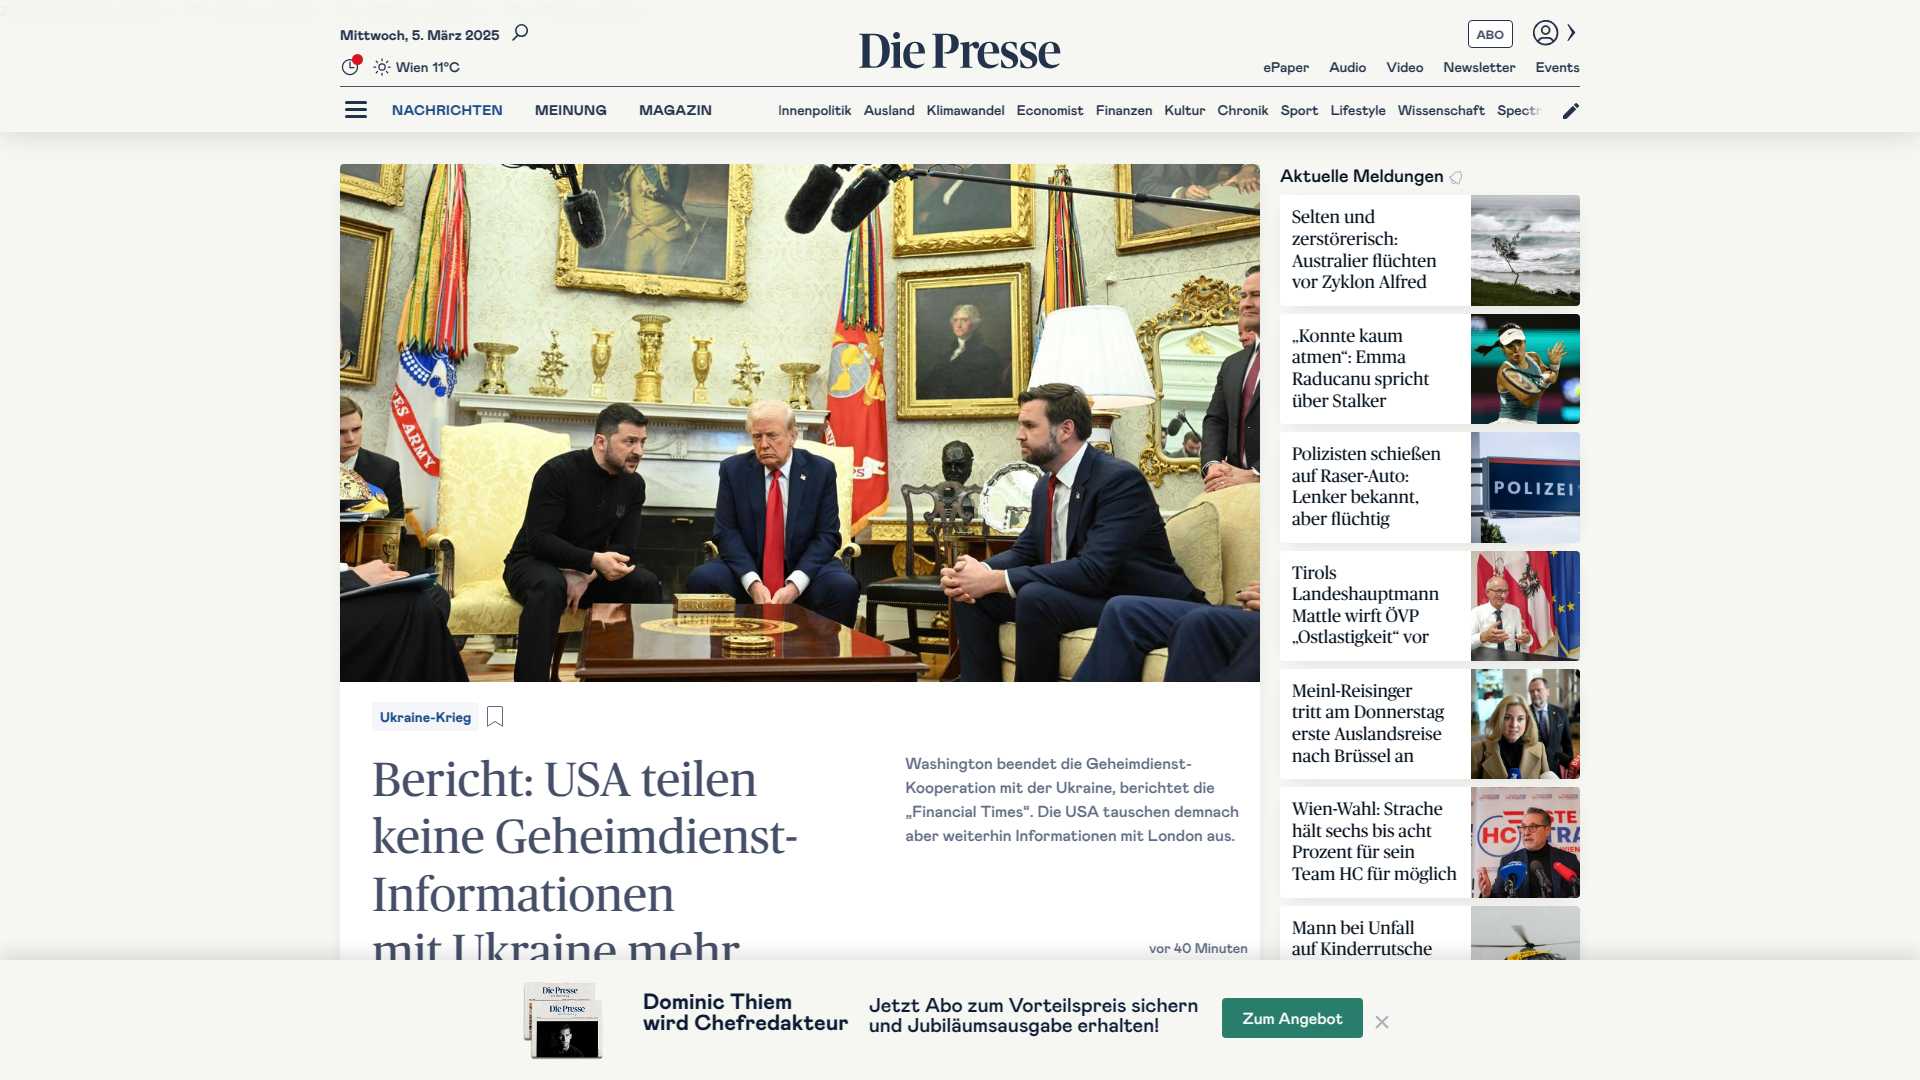 Mittwoch, 5. März 2025
Wien 11°C
Die Presse
ABO
ePaper Audio Video Newsletter Events
NACHRICHTEN MEINUNG MAGAZIN
Innenpolitik Ausland Klimawandel Economist Finanzen Kultur Chronik Sport Lifestyle Wissenschaft Spectr
ARMY
Ukraine-Krieg
Bericht: USA teilen
keine Geheimdienst-
Informationen
mit Ukraine mehr
Washington beendet die Geheimdienst-
Kooperation mit der Ukraine, berichtet die
„Financial Times“. Die USA tauschen demnach
aber weiterhin Informationen mit London aus.
vor 40 Minuten
Aktuelle Meldungen
Selten und
zerstörerisch:
Australier flüchten
vor Zyklon Alfred
„Konnte kaum
atmen“: Emma
Raducanu spricht
über Stalker
Polizisten schießen
auf Raser-Auto:
Lenker bekannt,
aber flüchtig
POLIZEI
Tirols
Landeshauptmann
Mattle wirft ÖVP
„Ostlastigkeit“ vor
Meinl-Reisinger
tritt am Donnerstag
erste Auslandsreise
nach Brüssel an
Wien-Wahl: Strache
hält sechs bis acht
Prozent für sein
Team HC für möglich
HC
Mann bei Unfall
auf Kinderrutsche
Die Presse
Die Presse
Dominic Thiem
wird Chefredakteur
Jetzt Abo zum Vorteilspreis sichern
und Jubiläumsausgabe erhalten!
Zum Angebot